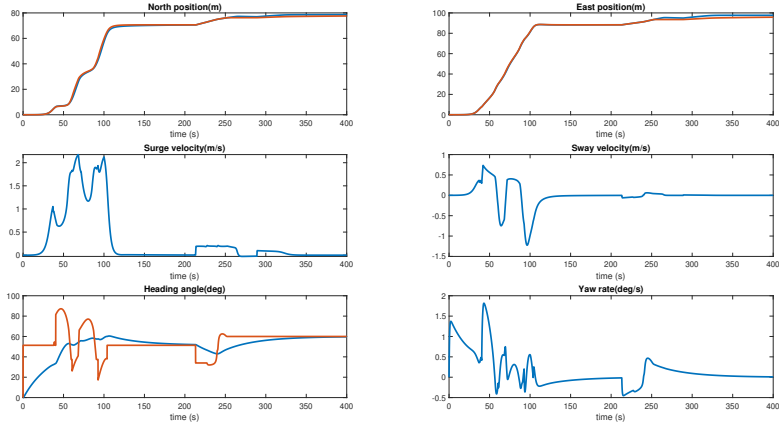 North position(m)
80
60
40
20
0
0 50 100 150 200 250 300 350 400
time (s)
East position(m)
100
80
60
40
20
0
0 50 100 150 200 250 300 350 400
time (s)
Surge velocity(m/s)
2
1.5
1
0.5
0
0 50 100 150 200 250 300 350 400
time (s)
Sway velocity(m/s)
1
0.5
0
-0.5
-1
-1.5
0 50 100 150 200 250 300 350 400
time (s)
Heading angle(deg)
100
80
60
40
20
0
0 50 100 150 200 250 300 350 400
time (s)
Yaw rate(deg/s)
2
1.5
1
0.5
0
-0.5
0 50 100 150 200 250 300 350 400
time (s)